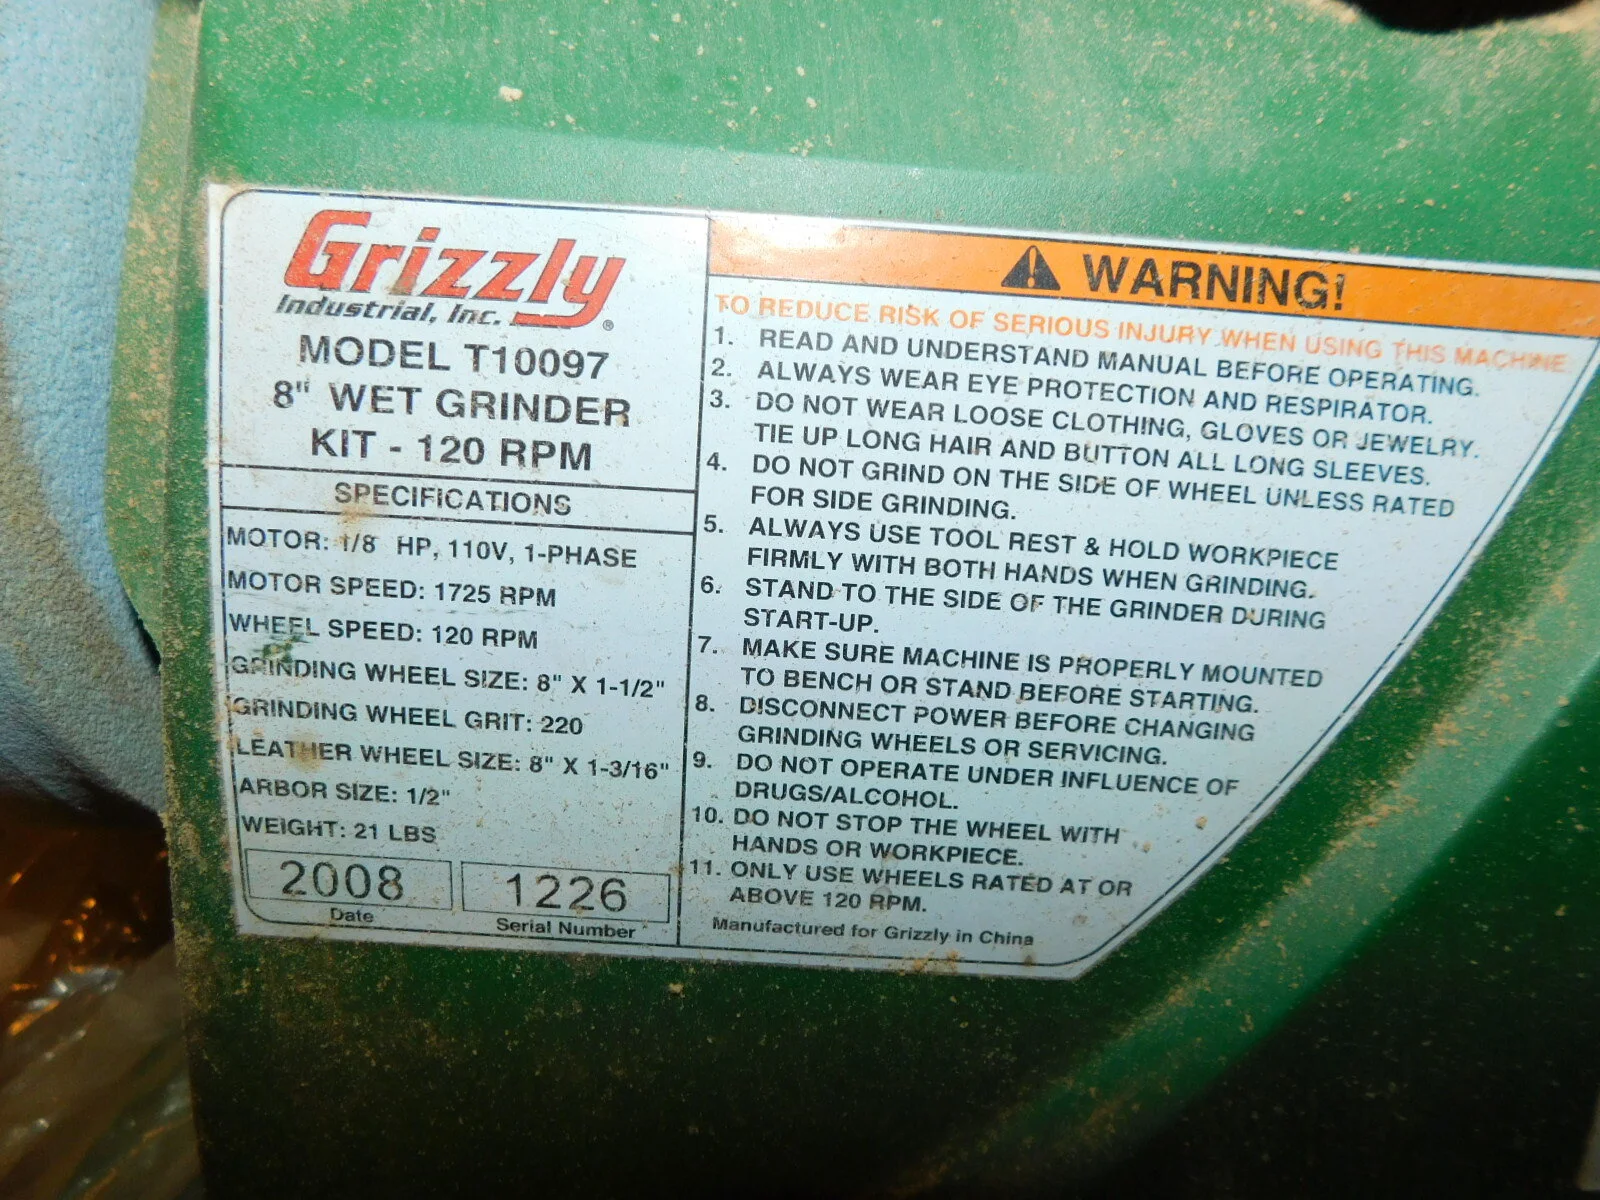 Grizzly
Industrial, Inc. ®
MODEL T10097
8" WET GRINDER
KIT - 120 RPM
SPECIFICATIONS
MOTOR: 1/8 HP, 110V, 1-PHASE
MOTOR SPEED: 1725 RPM
WHEEL SPEED: 120 RPM
GRINDING WHEEL SIZE: 8" X 1-1/2"
GRINDING WHEEL GRIT: 220
LEATHER WHEEL SIZE: 8" X 1-3/16"
ARBOR SIZE: 1/2"
WEIGHT: 21 LBS
2008
Date
1226
Serial Number
WARNING!
TO REDUCE RISK OF SERIOUS INJURY WHEN USING THIS MACHINE
1. READ AND UNDERSTAND MANUAL BEFORE OPERATING.
2. ALWAYS WEAR EYE PROTECTION AND RESPIRATOR.
3. DO NOT WEAR LOOSE CLOTHING, GLOVES OR JEWELRY.
TIE UP LONG HAIR AND BUTTON ALL LONG SLEEVES.
4. DO NOT GRIND ON THE SIDE OF WHEEL UNLESS RATED
FOR SIDE GRINDING.
5. ALWAYS USE TOOL REST & HOLD WORKPIECE
FIRMLY WITH BOTH HANDS WHEN GRINDING.
6. STAND TO THE SIDE OF THE GRINDER DURING
START-UP.
7. MAKE SURE MACHINE IS PROPERLY MOUNTED
TO BENCH OR STAND BEFORE STARTING.
8. DISCONNECT POWER BEFORE CHANGING
GRINDING WHEELS OR SERVICING.
9. DO NOT OPERATE UNDER INFLUENCE OF
DRUGS/ALCOHOL.
10. DO NOT STOP THE WHEEL WITH
HANDS OR WORKPIECE.
11. ONLY USE WHEELS RATED AT OR
ABOVE 120 RPM.
Manufactured for Grizzly in China